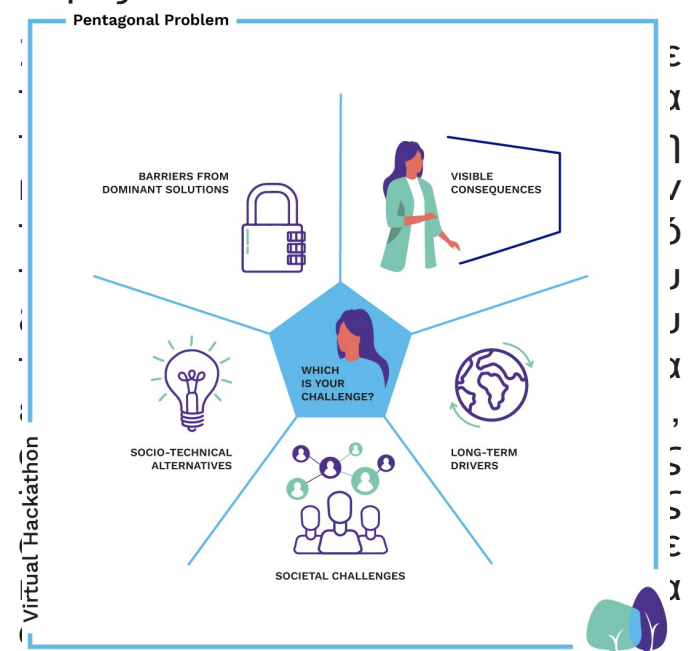 Pentagonal Problem
BARRIERS FROM
DOMINANT SOLUTIONS
VISIBLE
CONSEQUENCES
WHICH
IS YOUR
CHALLENGE?
SOCIO-TECHNICAL
ALTERNATIVES
LONG-TERM
DRIVERS
SOCIETAL CHALLENGES
Virtual Hackathon